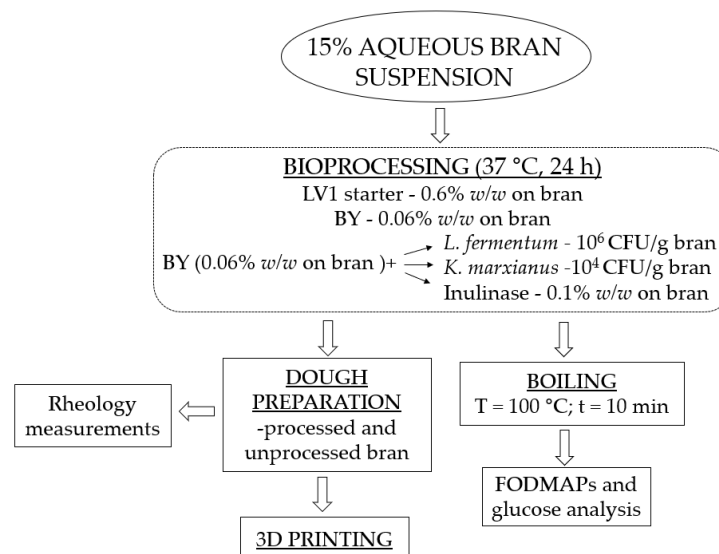 15% AQUEOUS BRAN
SUSPENSION
BIOPROCESSING (37 °C, 24 h)
LV1 starter - 0.6% w/w on bran
BY - 0.06% w/w on bran
BY (0.06% w/w on bran )+
L. fermentum - 10⁶ CFU/g bran
K. marxianus -10⁴ CFU/g bran
Inulinase - 0.1% w/w on bran
Rheology
measurements
DOUGH
PREPARATION
-processed and
unprocessed bran
BOILING
T = 100 °C; t = 10 min
FODMAPs and
glucose analysis
3D PRINTING